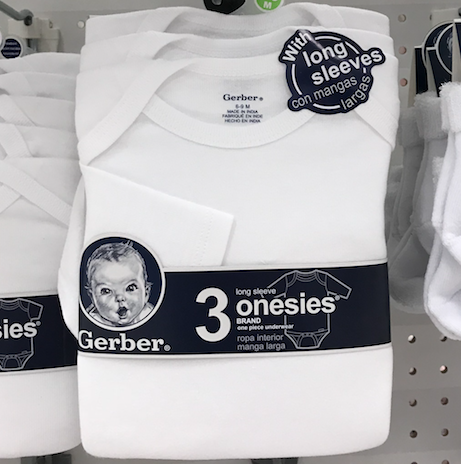 M
With
long
sleeves
con mangas
largas
Gerber®
6-9 M
MADE IN INDIA
FABRIQUÉ EN INDE
HECHO EN INDIA
long sleeve
3 onesies®
BRAND
one piece underwear
ropa interior
manga larga
Gerber®
sies®